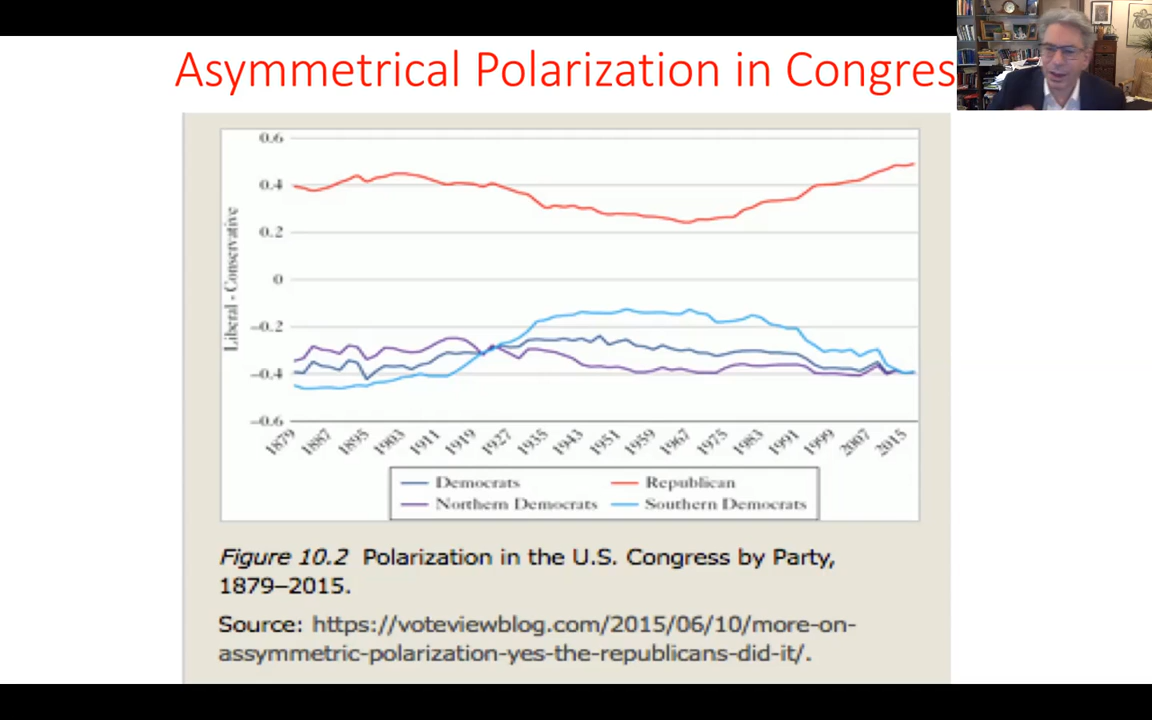 Asymmetrical Polarization in Congres
0.6
0.4
0.2
0
-0.2
-0.4
-0.6
Liberal - Conservative
1879 1887 1895 1903 1911 1919 1927 1935 1943 1951 1959 1967 1975 1983 1991 1999 2007 2015
Democrats Republican
Northern Democrats Southern Democrats
Figure 10.2 Polarization in the U.S. Congress by Party,
1879–2015.
Source: https://voteviewblog.com/2015/06/10/more-on-
assymmetric-polarization-yes-the-republicans-did-it/.